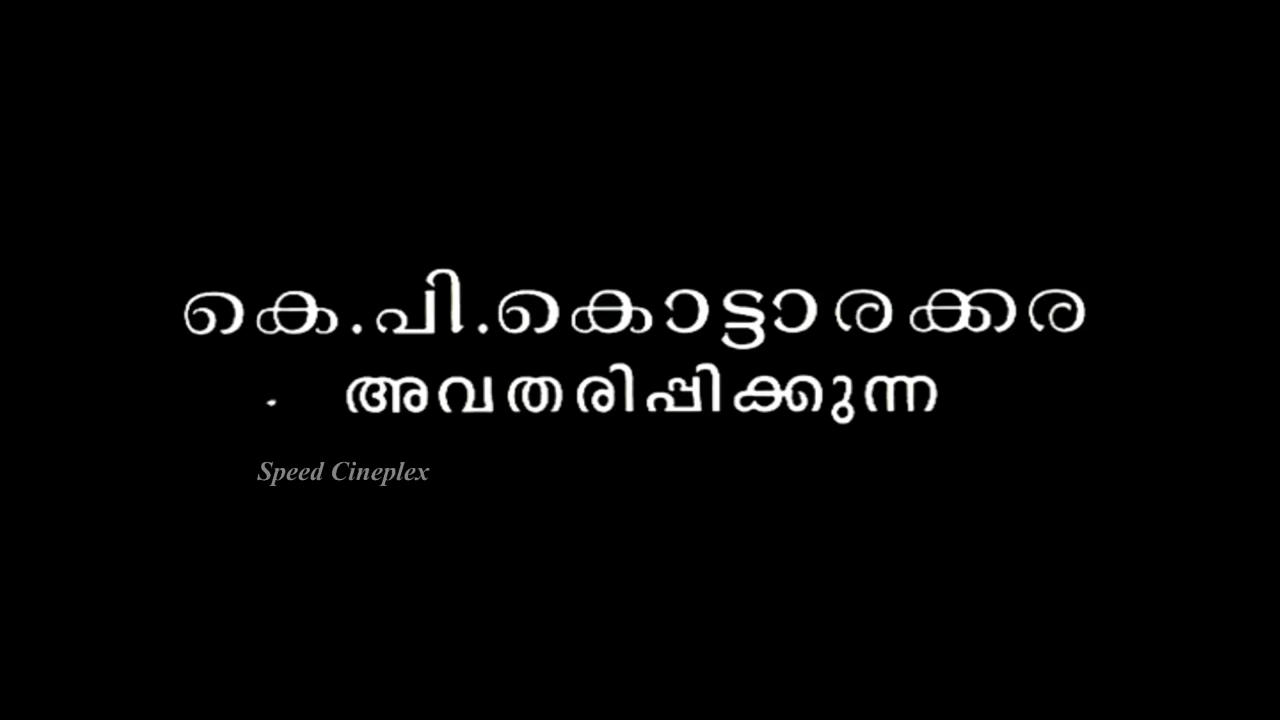 കെ.പി.കൊട്ടാരക്കര
അവതരിപ്പിക്കുന്ന
Speed Cineplex